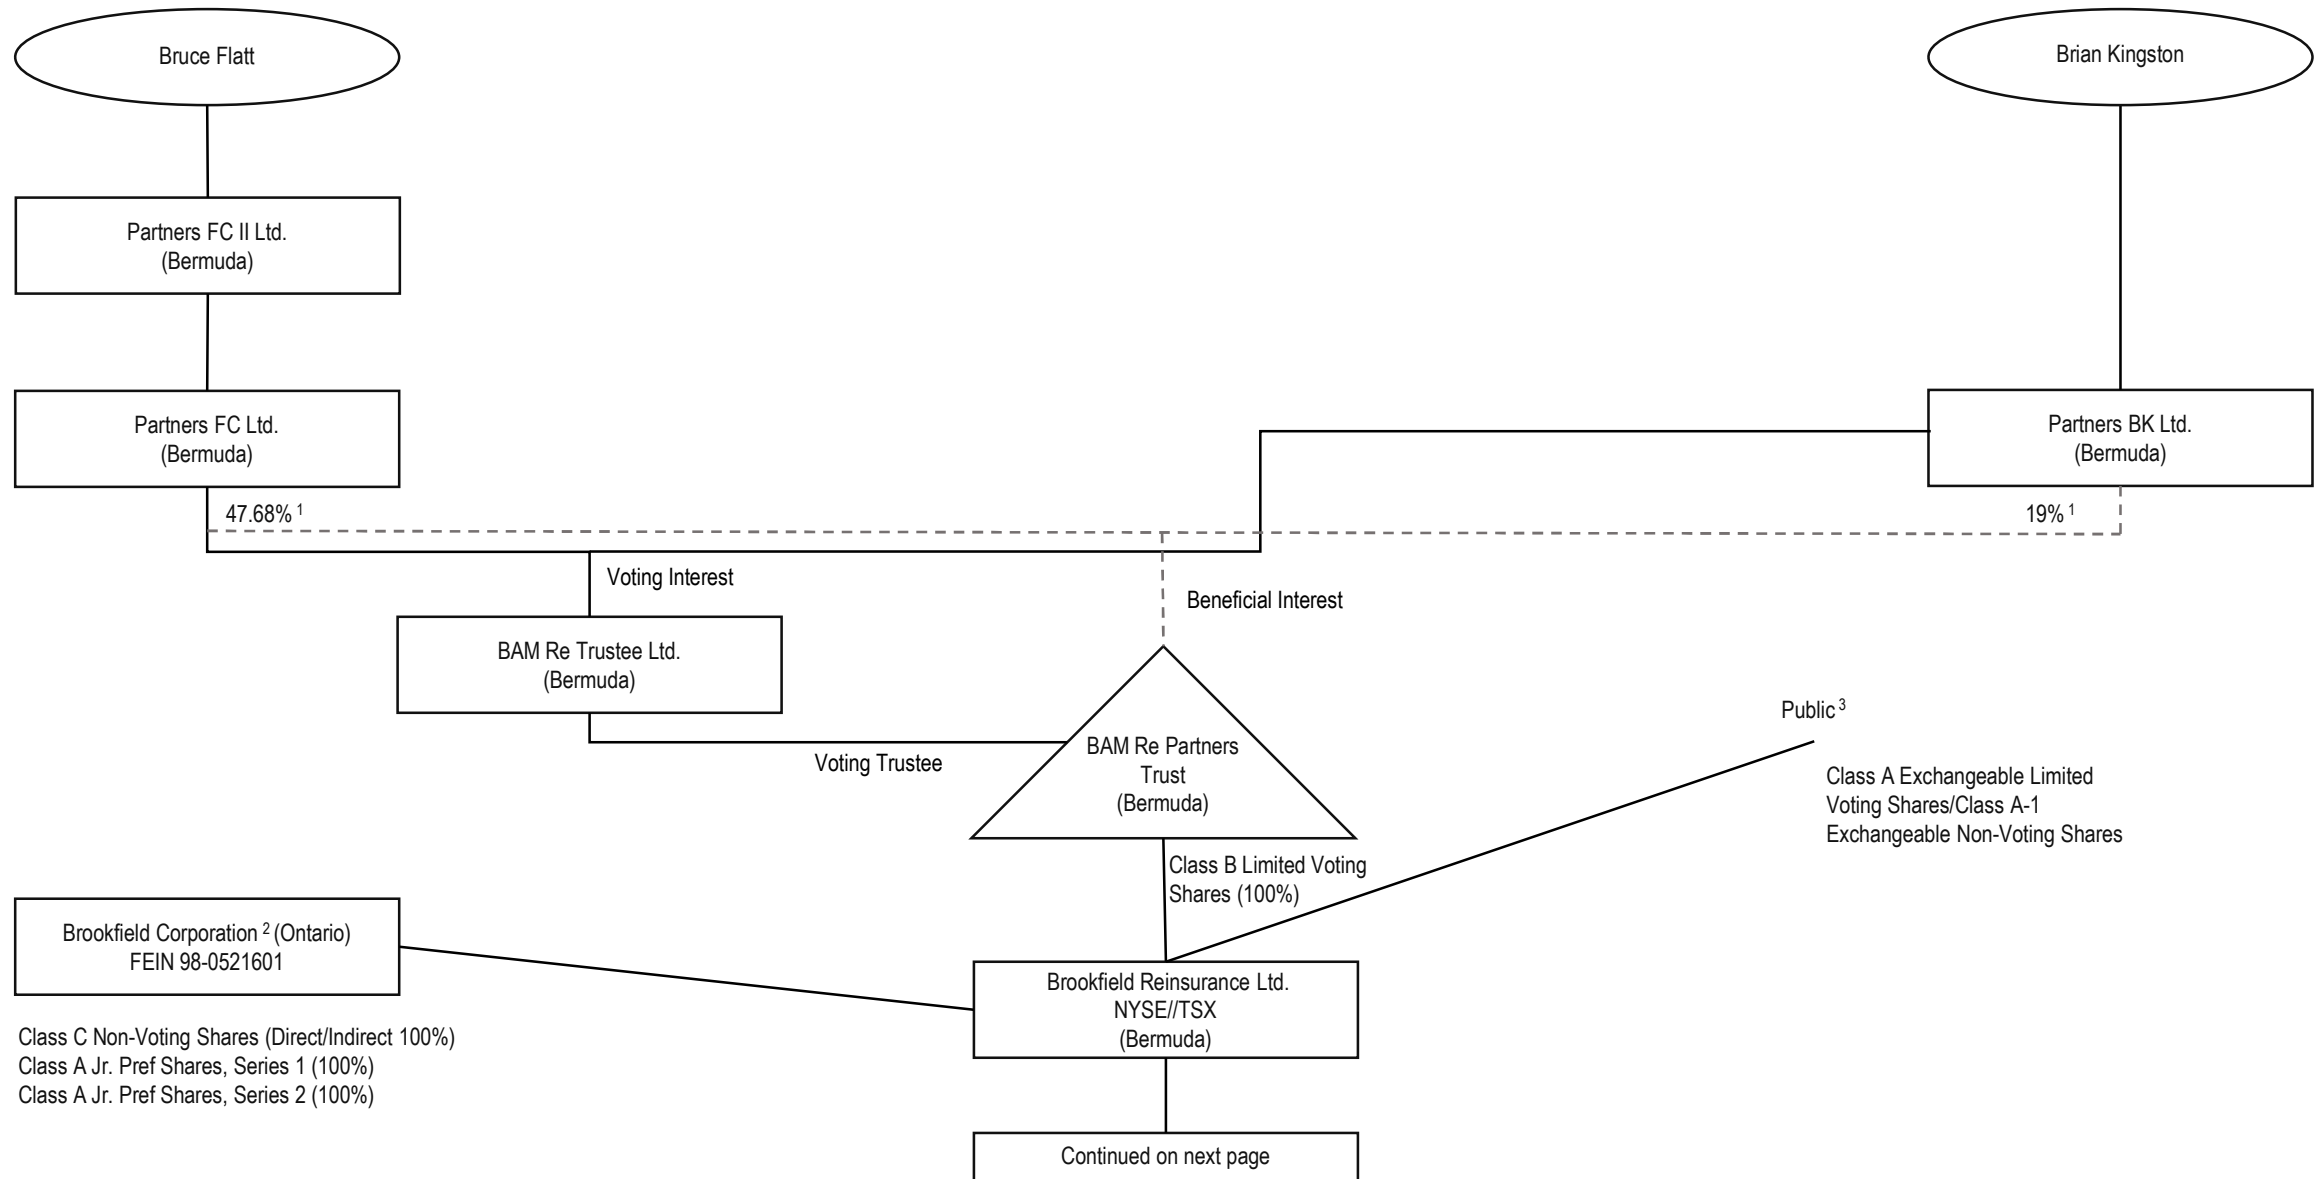 Bruce Flatt
Brian Kingston
Partners FC II Ltd.
(Bermuda)
Partners FC Ltd.
(Bermuda)
Partners BK Ltd.
(Bermuda)
47.68% 1
19% 1
Voting Interest
Beneficial Interest
BAM Re Trustee Ltd.
(Bermuda)
Voting Trustee
BAM Re Partners
Trust
(Bermuda)
Public 3
Class A Exchangeable Limited
Voting Shares/Class A-1
Exchangeable Non-Voting Shares
Class B Limited Voting
Shares (100%)
Brookfield Corporation 2 (Ontario)
FEIN 98-0521601
Class C Non-Voting Shares (Direct/Indirect 100%)
Class A Jr. Pref Shares, Series 1 (100%)
Class A Jr. Pref Shares, Series 2 (100%)
Brookfield Reinsurance Ltd.
NYSE//TSX
(Bermuda)
Continued on next page